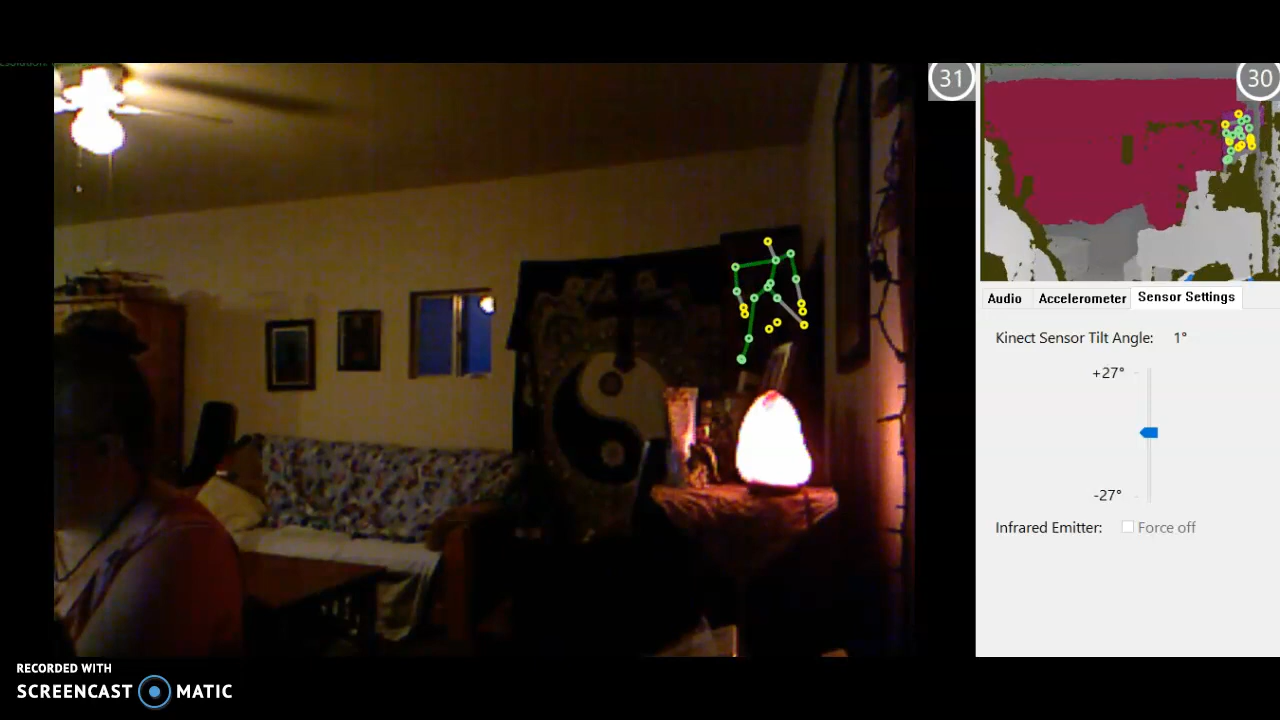 31
30
Audio
Accelerometer
Sensor Settings
Kinect Sensor Tilt Angle: 1°
+27°
-27°
Infrared Emitter: Force off
RECORDED WITH
SCREENCAST MATIC